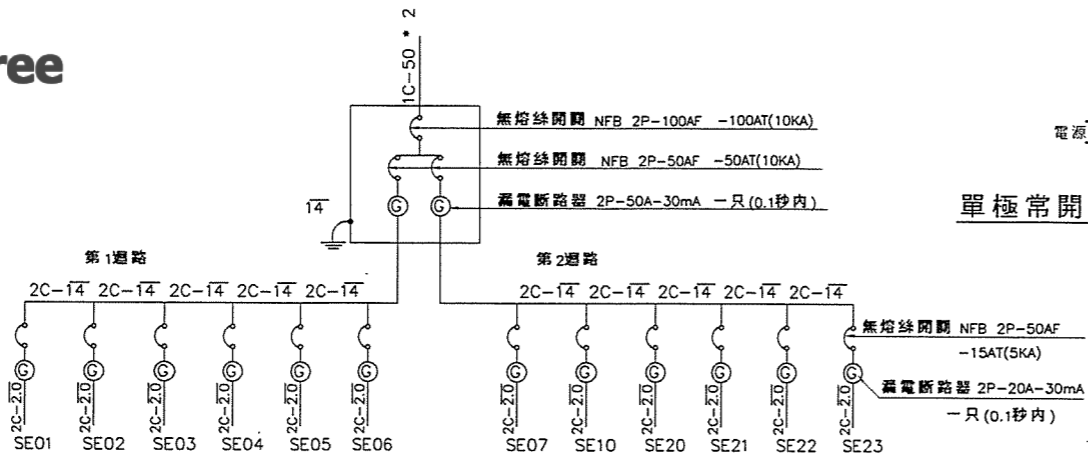 ree
1C-50 * 2
無熔絲開關 NFB 2P-100AF -100AT(10KA)
電源
無熔絲開關 NFB 2P-50AF -50AT(10KA)
14
漏電斷路器 2P-50A-30mA 一只(0.1秒內)
單極常開
第1迴路
第2迴路
2C-14 2C-14 2C-14 2C-14 2C-14
2C-14 2C-14 2C-14 2C-14 2C-14
無熔絲開關 NFB 2P-50AF
-15AT(5KA)
G G G G G G G G G G G G G G
漏電斷路器 2P-20A-30mA
一只(0.1秒內)
2C-2.0 2C-2.0 2C-2.0 2C-2.0 2C-2.0 2C-2.0
2C-2.0 2C-2.0 2C-2.0 2C-2.0 2C-2.0 2C-2.0
SE01 SE02 SE03 SE04 SE05 SE06
SE07 SE10 SE20 SE21 SE22 SE23